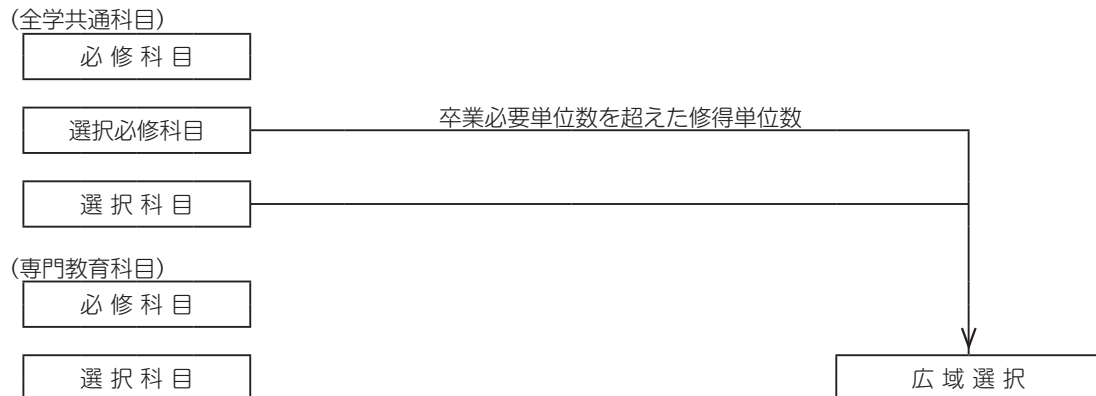 (全学共通科目)
必修科目
選択必修科目
卒業必要単位数を超えた修得単位数
選択科目
(専門教育科目)
必修科目
選択科目
広域選択